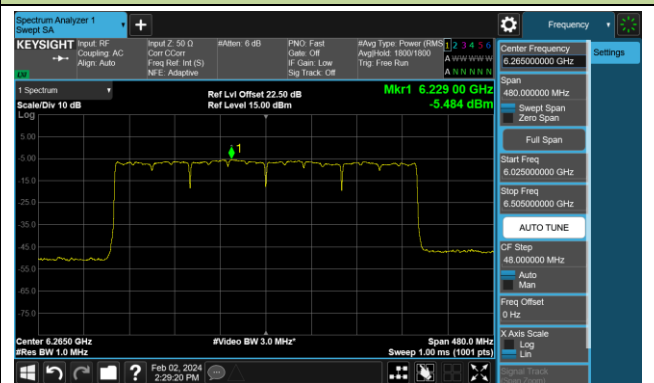 Spectrum Analyzer 1
Swept SA
+
Frequency
KEYSIGHT
Input: RF
Coupling: AC
Align: Auto
Input Z: 50 Ω
Corr CCorr
Freq Ref: Int (S)
NFE: Adaptive
#Atten: 6 dB
PNO: Fast
Gate: Off
IF Gain: Low
Sig Track: Off
#Avg Type: Power (RMS
Avg|Hold: 1800/1800
Trig: Free Run
1 2 3 4 5 6
A W W W W W
A N N N N N
1 Spectrum
Scale/Div 10 dB
Log
Ref Lvl Offset 22.50 dB
Ref Level 15.00 dBm
Mkr1 6.229 00 GHz
-5.484 dBm
1
5.00
-5.00
-15.0
-25.0
-35.0
-45.0
-55.0
-65.0
-75.0
Center 6.2650 GHz
#Res BW 1.0 MHz
#Video BW 3.0 MHz*
Span 480.0 MHz
Sweep 1.00 ms (1001 pts)
Feb 02, 2024
2:29:20 PM
Center Frequency
6.265000000 GHz
Settings
Span
480.000000 MHz
Swept Span
Zero Span
Full Span
Start Freq
6.025000000 GHz
Stop Freq
6.505000000 GHz
AUTO TUNE
CF Step
48.000000 MHz
Auto
Man
Freq Offset
0 Hz
X Axis Scale
Log
Lin
Signal Track
(Span Zoom)